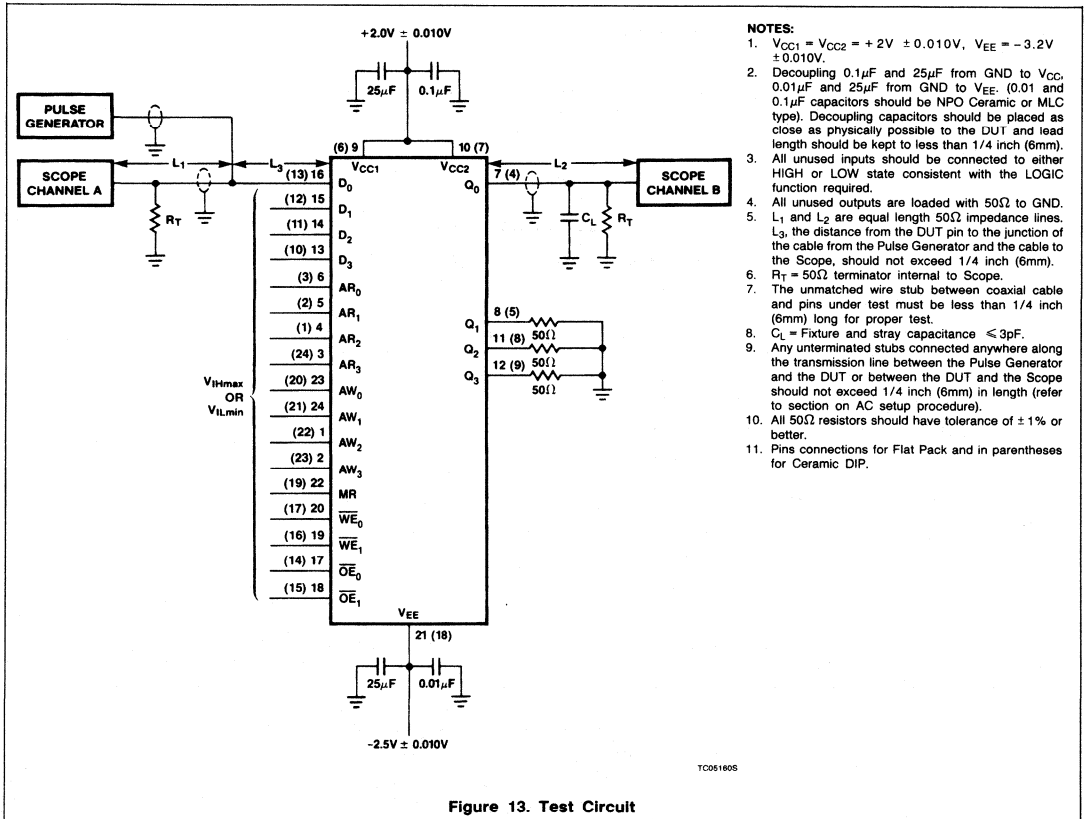 +2.0V ± 0.010V
25μF
0.1μF
PULSE
GENERATOR
SCOPE
CHANNEL A
L1
L3
RT
(6) 9
10 (7)
VCC1
VCC2
(13) 16
D0
(12) 15
D1
(11) 14
D2
(10) 13
D3
(3) 6
AR0
(2) 5
AR1
(1) 4
AR2
(24) 3
AR3
(20) 23
AW0
(21) 24
AW1
(22) 1
AW2
(23) 2
AW3
(19) 22
MR
(17) 20
WE0
(16) 19
WE1
(14) 17
OE0
(15) 18
OE1
VIHmax
OR
VILmin
Q0
7 (4)
L2
SCOPE
CHANNEL B
CL
RT
Q1
8 (5)
50Ω
Q2
11 (8)
50Ω
Q3
12 (9)
50Ω
VEE
21 (18)
25μF
0.01μF
-2.5V ± 0.010V
NOTES:
1. VCC1 = VCC2 = +2V ±0.010V, VEE = -3.2V
±0.010V.
2. Decoupling 0.1μF and 25μF from GND to VCC,
0.01μF and 25μF from GND to VEE. (0.01 and
0.1μF capacitors should be NPO Ceramic or MLC
type). Decoupling capacitors should be placed as
close as physically possible to the DUT and lead
length should be kept to less than 1/4 inch (6mm).
3. All unused inputs should be connected to either
HIGH or LOW state consistent with the LOGIC
function required.
4. All unused outputs are loaded with 50Ω to GND.
5. L1 and L2 are equal length 50Ω impedance lines.
L3, the distance from the DUT pin to the junction of
the cable from the Pulse Generator and the cable to
the Scope, should not exceed 1/4 inch (6mm).
6. RT = 50Ω terminator internal to Scope.
7. The unmatched wire stub between coaxial cable
and pins under test must be less than 1/4 inch
(6mm) long for proper test.
8. CL = Fixture and stray capacitance ⩽ 3pF.
9. Any unterminated stubs connected anywhere along
the transmission line between the Pulse Generator
and the DUT or between the DUT and the Scope
should not exceed 1/4 inch (6mm) in length (refer
to section on AC setup procedure).
10. All 50Ω resistors should have tolerance of ±1% or
better.
11. Pins connections for Flat Pack and in parentheses
for Ceramic DIP.
TC05160S
Figure 13. Test Circuit